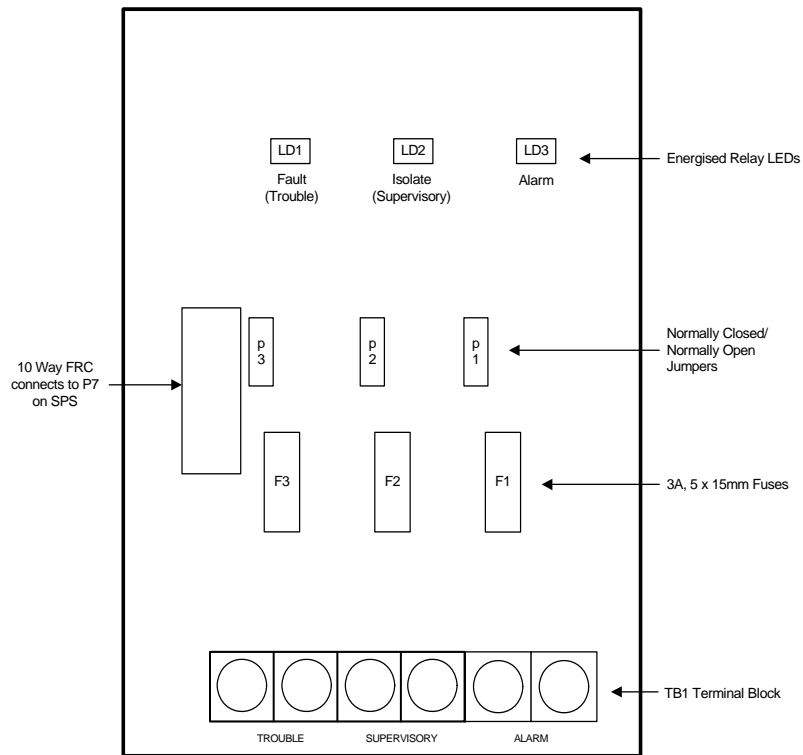 LD1
LD2
LD3
Energised Relay LEDs
Fault
(Trouble)
Isolate
(Supervisory)
Alarm
10 Way FRC
connects to P7
on SPS
p
3
p
2
p
1
Normally Closed/
Normally Open
Jumpers
F3
F2
F1
3A, 5 x 15mm Fuses
TB1 Terminal Block
TROUBLE
SUPERVISORY
ALARM